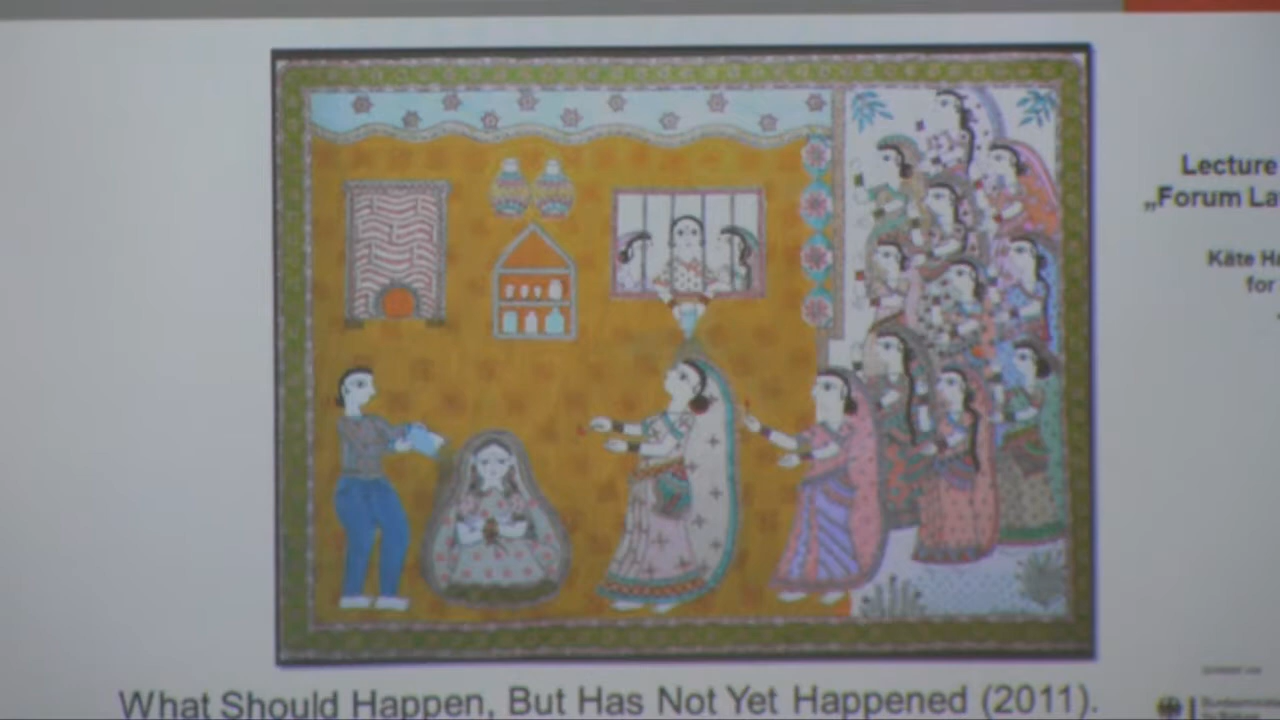 Lecture
„Forum La
Käte Ha
for
What Should Happen, But Has Not Yet Happened (2011).